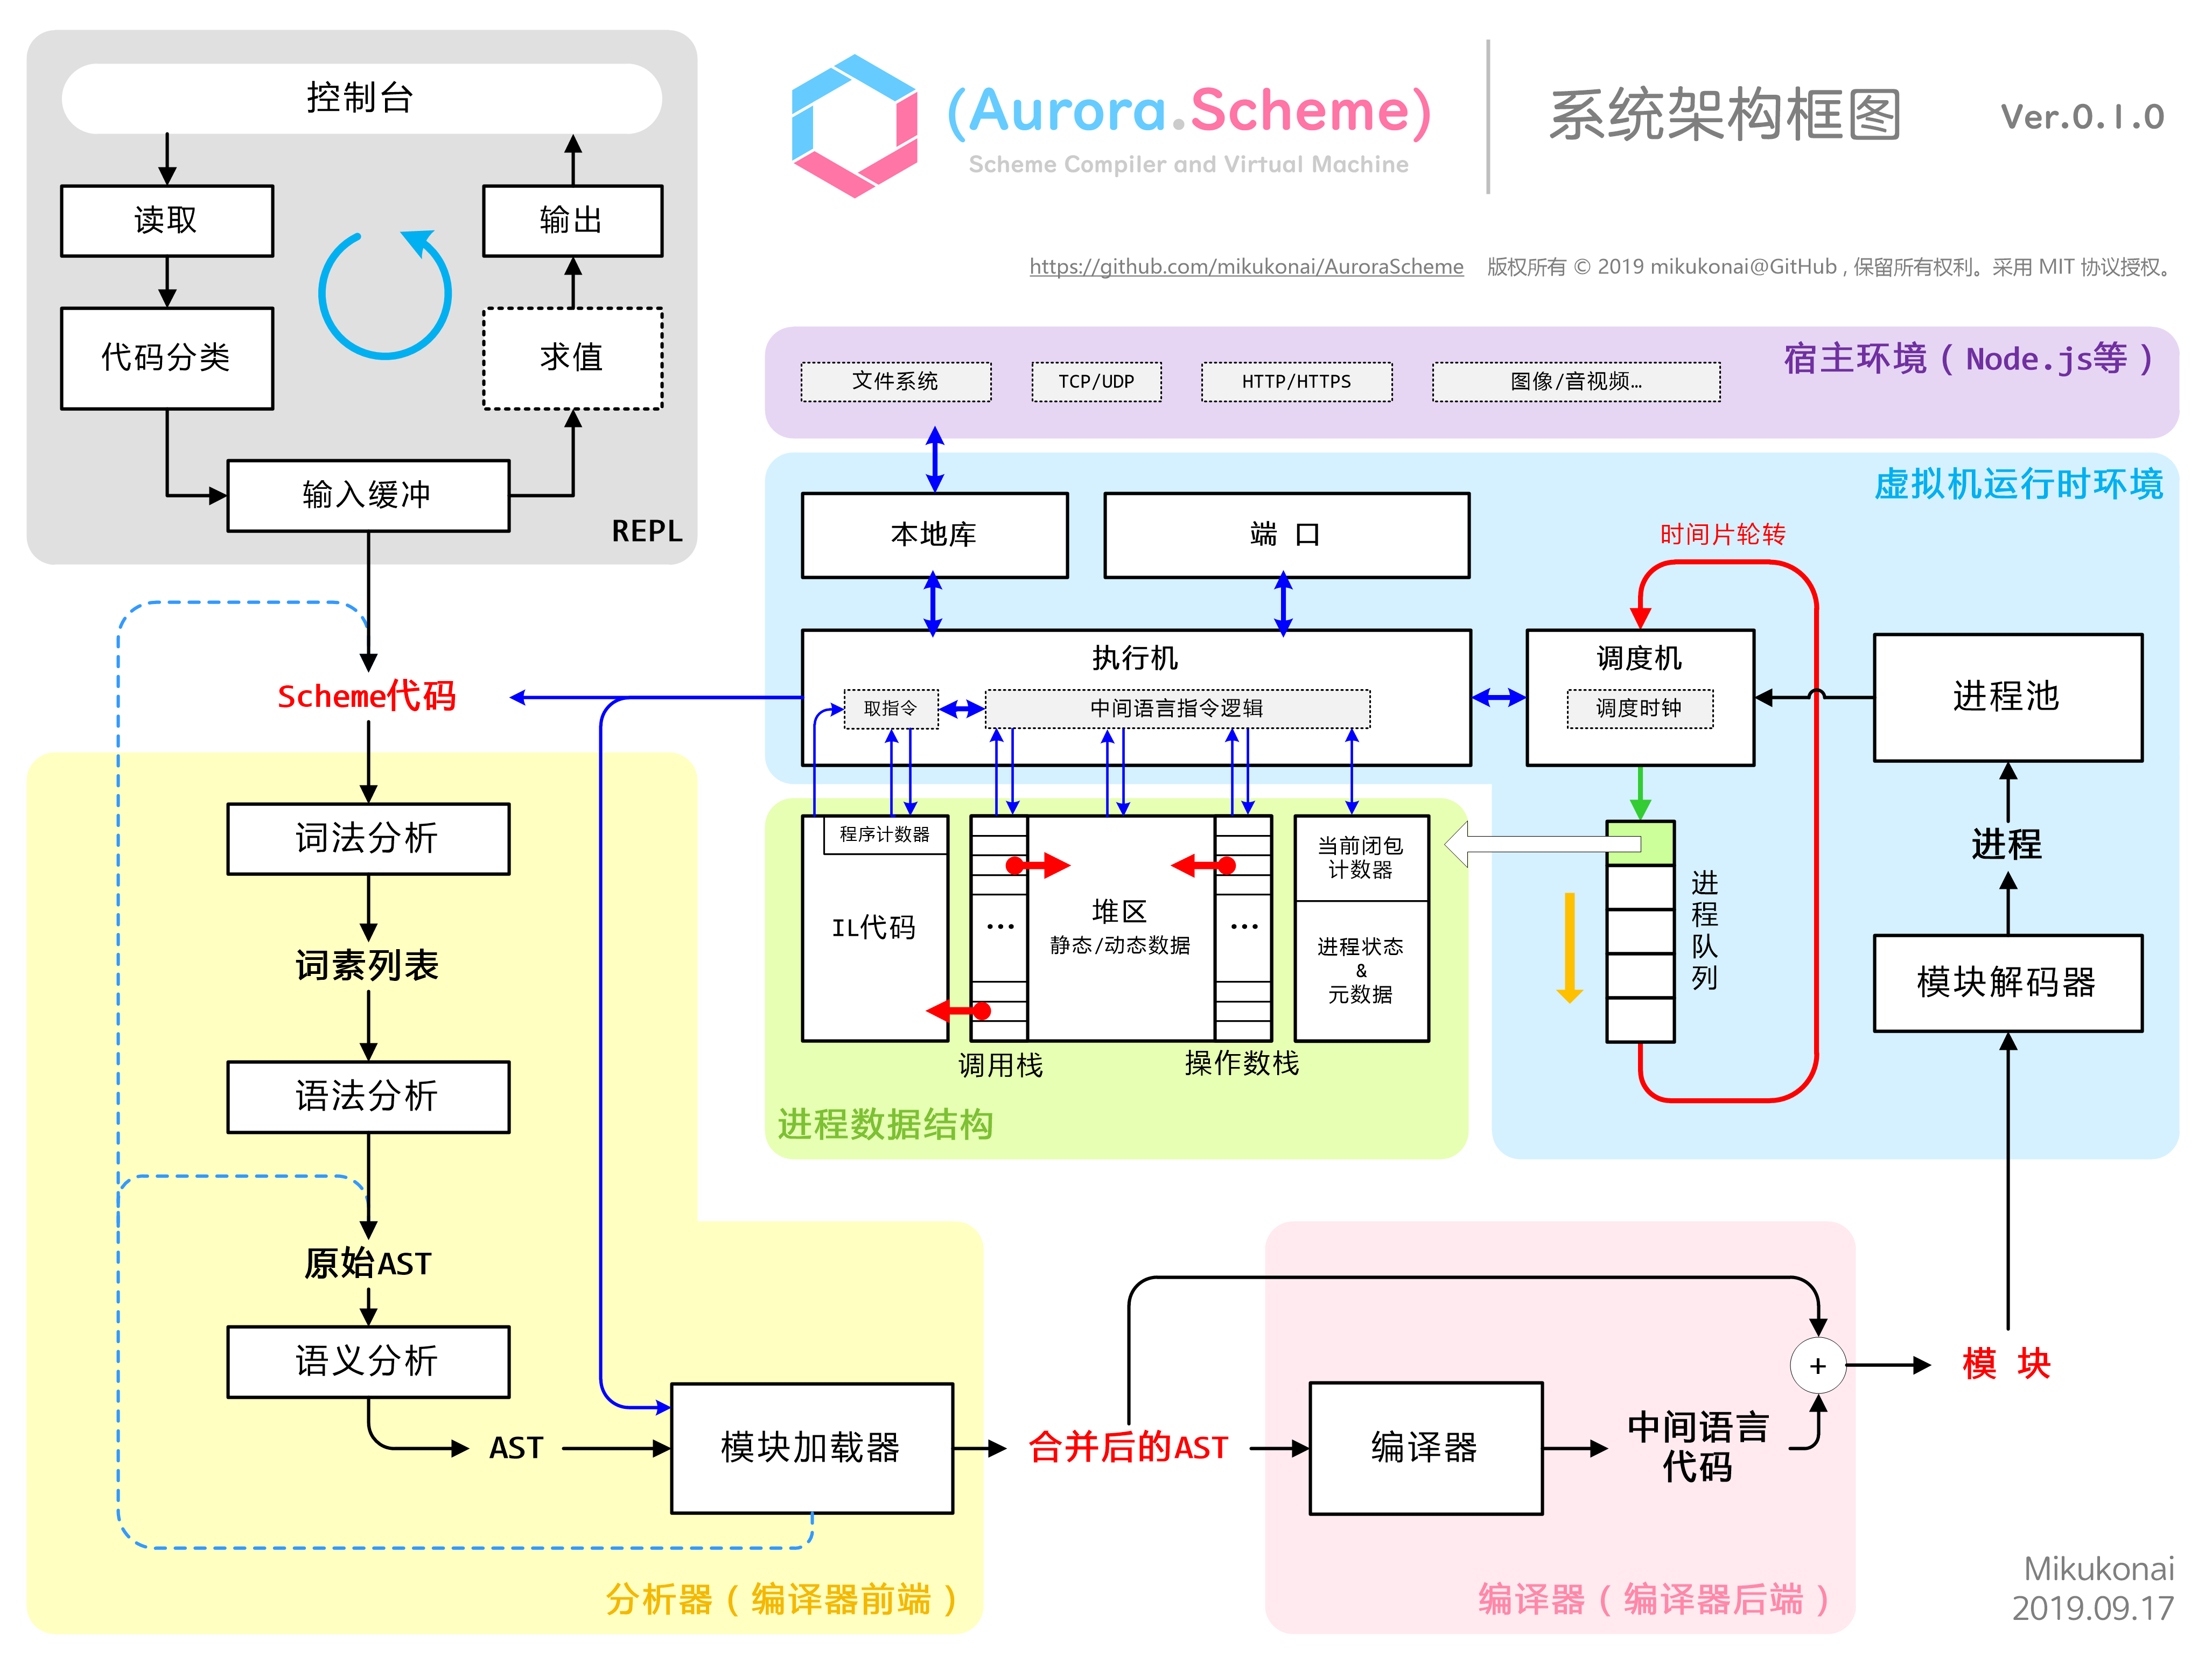 控制台
读取
代码分类
输入缓冲
求值
输出
REPL
(Aurora.Scheme)
Scheme Compiler and Virtual Machine
系统架构框图
Ver.0.1.0
https://github.com/mikukonai/AuroraScheme 版权所有 © 2019 mikukonai@GitHub , 保留所有权利。采用 MIT 协议授权。
宿主环境（Node.js等）
文件系统
TCP/UDP
HTTP/HTTPS
图像/音视频…
虚拟机运行时环境
本地库
端 口
时间片轮转
执行机
取指令
中间语言指令逻辑
调度机
调度时钟
进程池
进程
模块解码器
进程队列
程序计数器
IL代码
…
堆区
静态/动态数据
…
当前闭包
计数器
进程状态
&
元数据
调用栈
操作数栈
进程数据结构
Scheme代码
词法分析
词素列表
语法分析
原始AST
语义分析
AST
模块加载器
分析器（编译器前端）
合并后的AST
编译器
中间语言
代码
+
模 块
编译器（编译器后端）
Mikukonai
2019.09.17